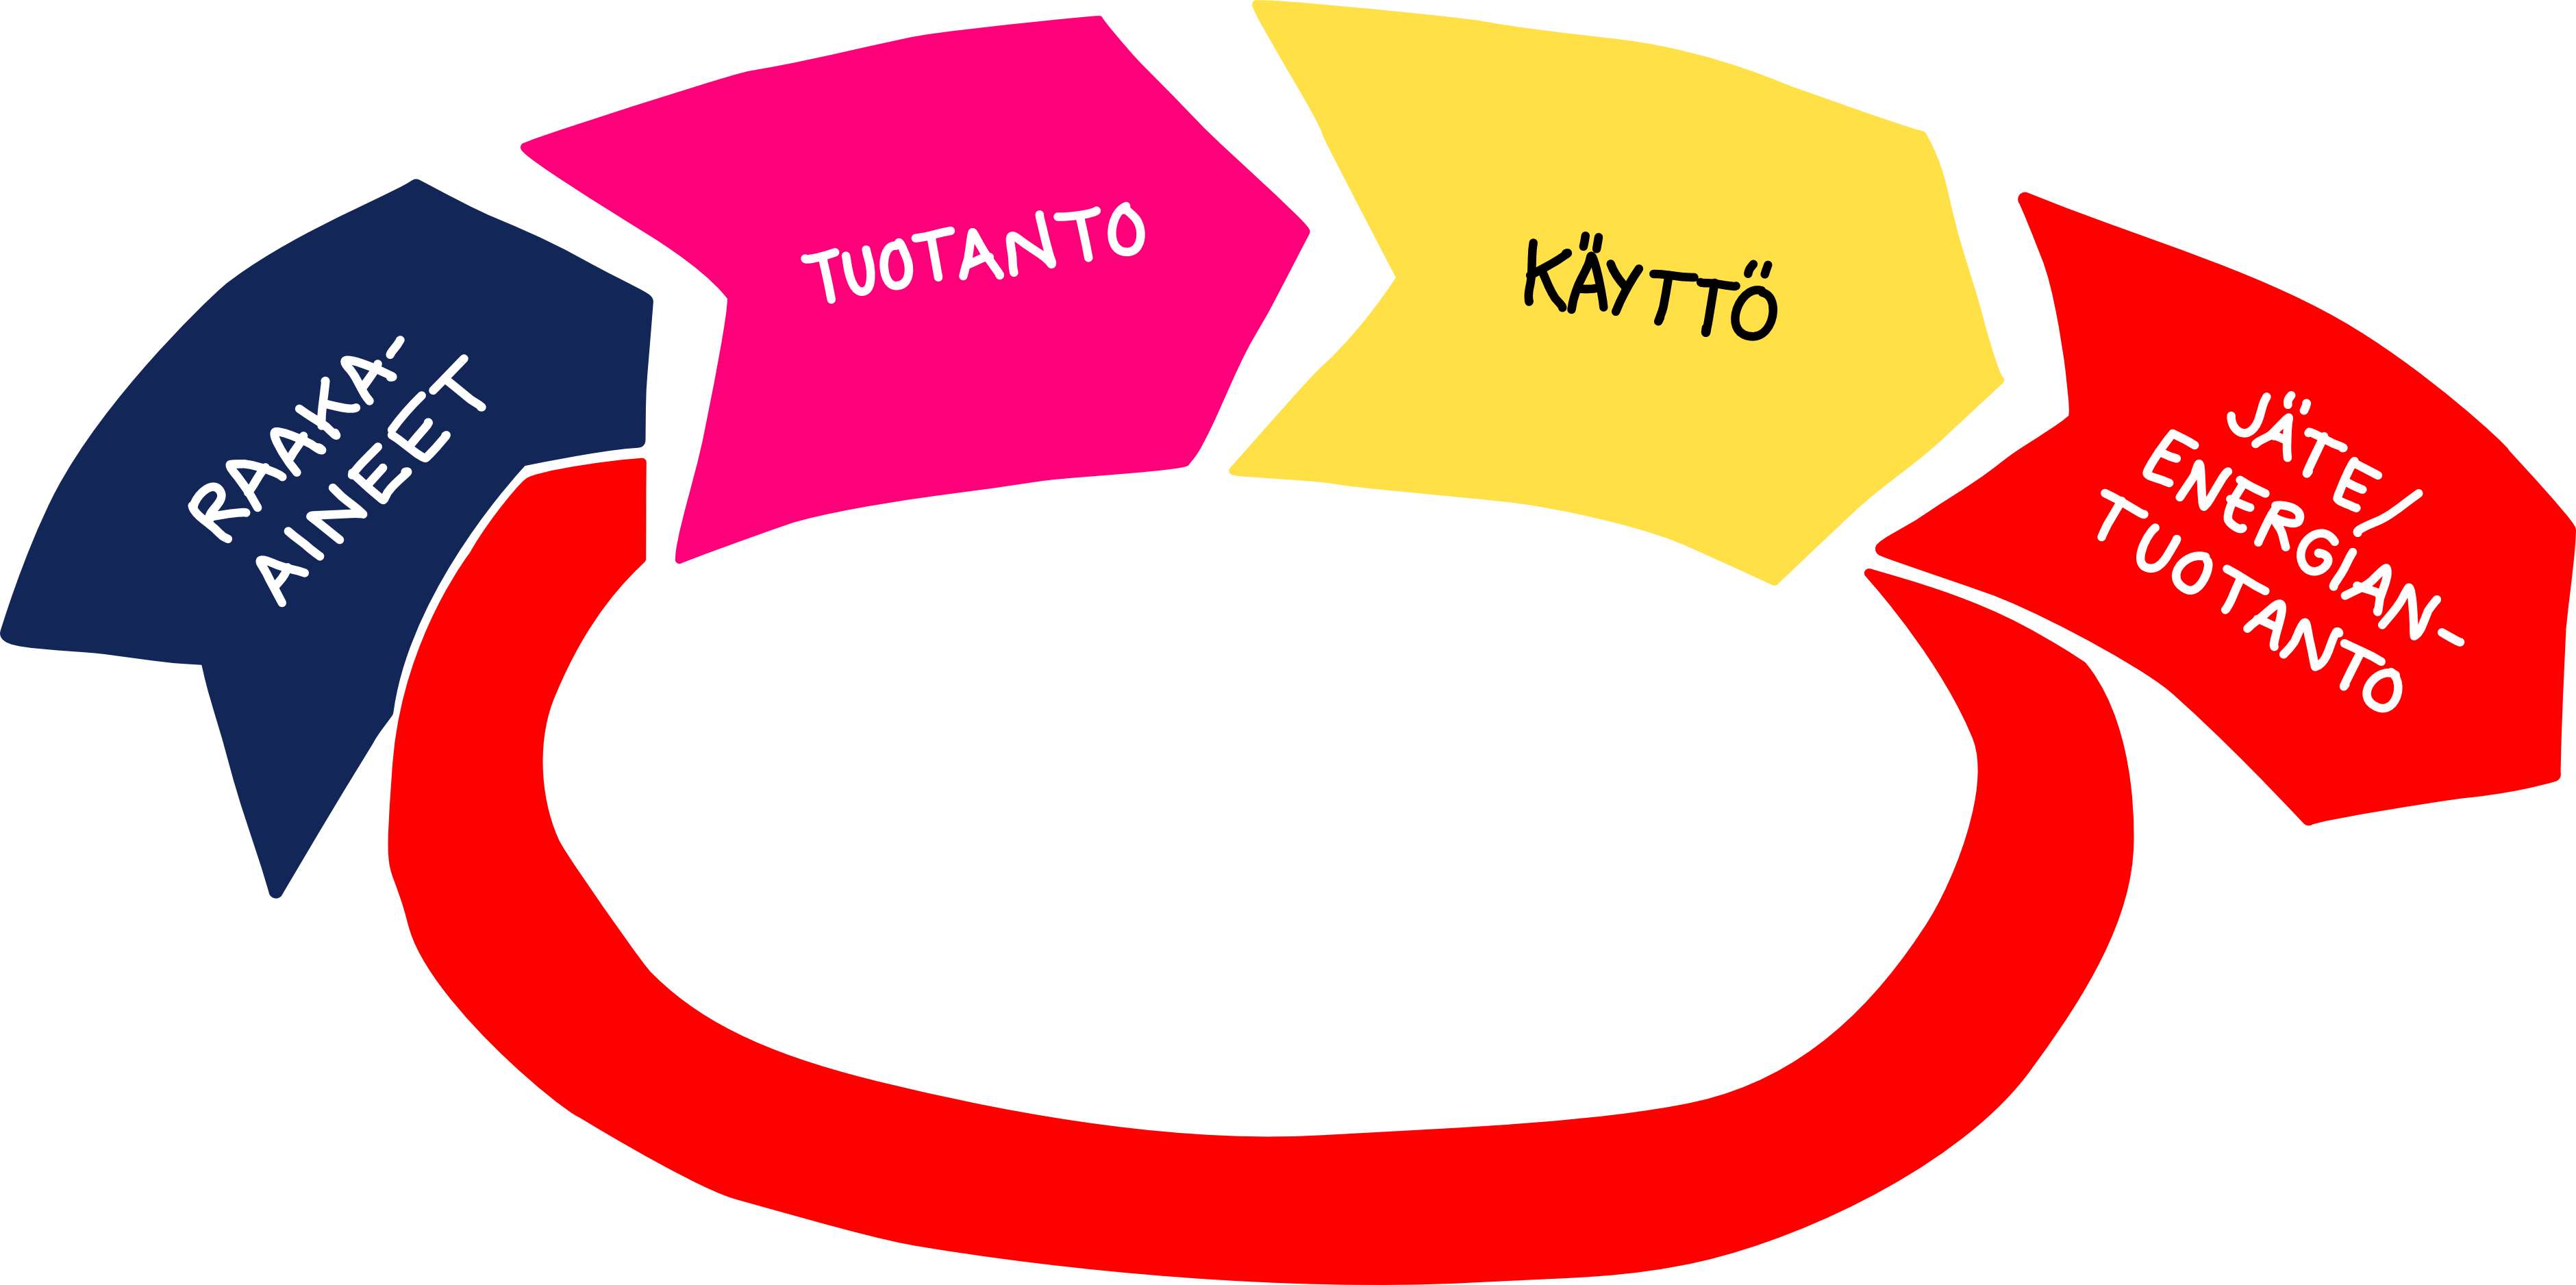 RAAKA-
AINEET
TUOTANTO
KÄYTTÖ
JÄTE/
ENERGIAN-
TUOTANTO